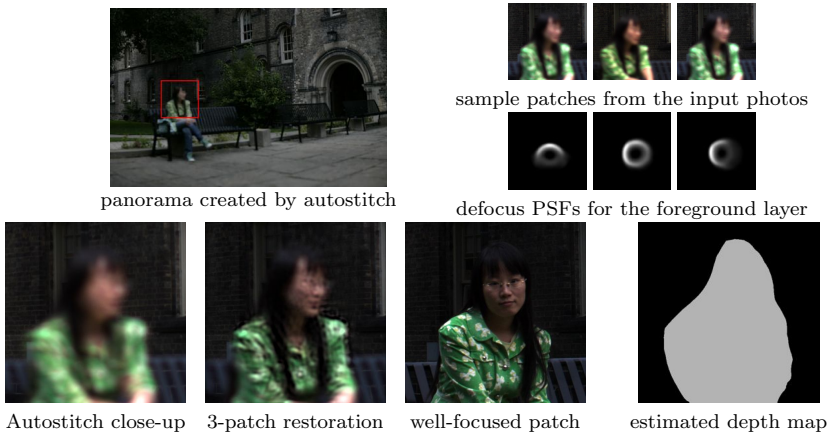 sample patches from the input photos
panorama created by autostitch
defocus PSFs for the foreground layer
Autostitch close-up
3-patch restoration
well-focused patch
estimated depth map